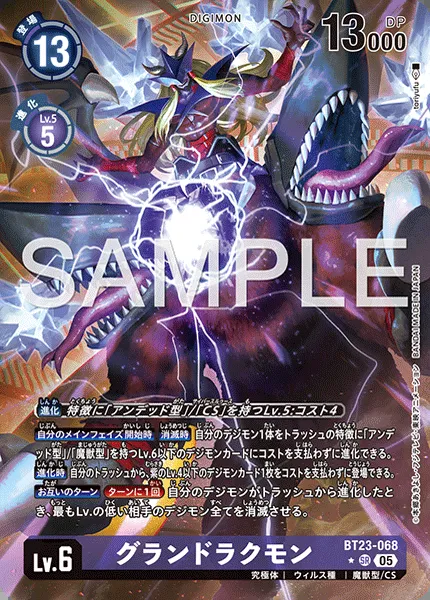 登場
13
DIGIMON
13000
DP
進化
Lv.5
5
toriyufu
SAMPLE
BANDAI MADE IN JAPAN
進化 特徴に「アンデッド型」/「CS」を持つLv.5:コスト4
自分のメインフェイズ開始時 消滅時 自分のデジモン1体をトラッシュの特徴に「アンデ
ッド型」/「魔獣型」を持つLv.6以下のデジモンカードにコストを支払わずに進化できる。
進化時 自分のトラッシュから、紫のLv.4以下のデジモンカード1枚をコストを支払わずに登場できる。
お互いのターン ターンに1回 自分のデジモンがトラッシュから進化したと
き、最もLv.の低い相手のデジモン全てを消滅させる。
Lv.6
グランドラクモン
BT23-068
SR 05
究極体 | ウィルス種 | 魔獣型/CS